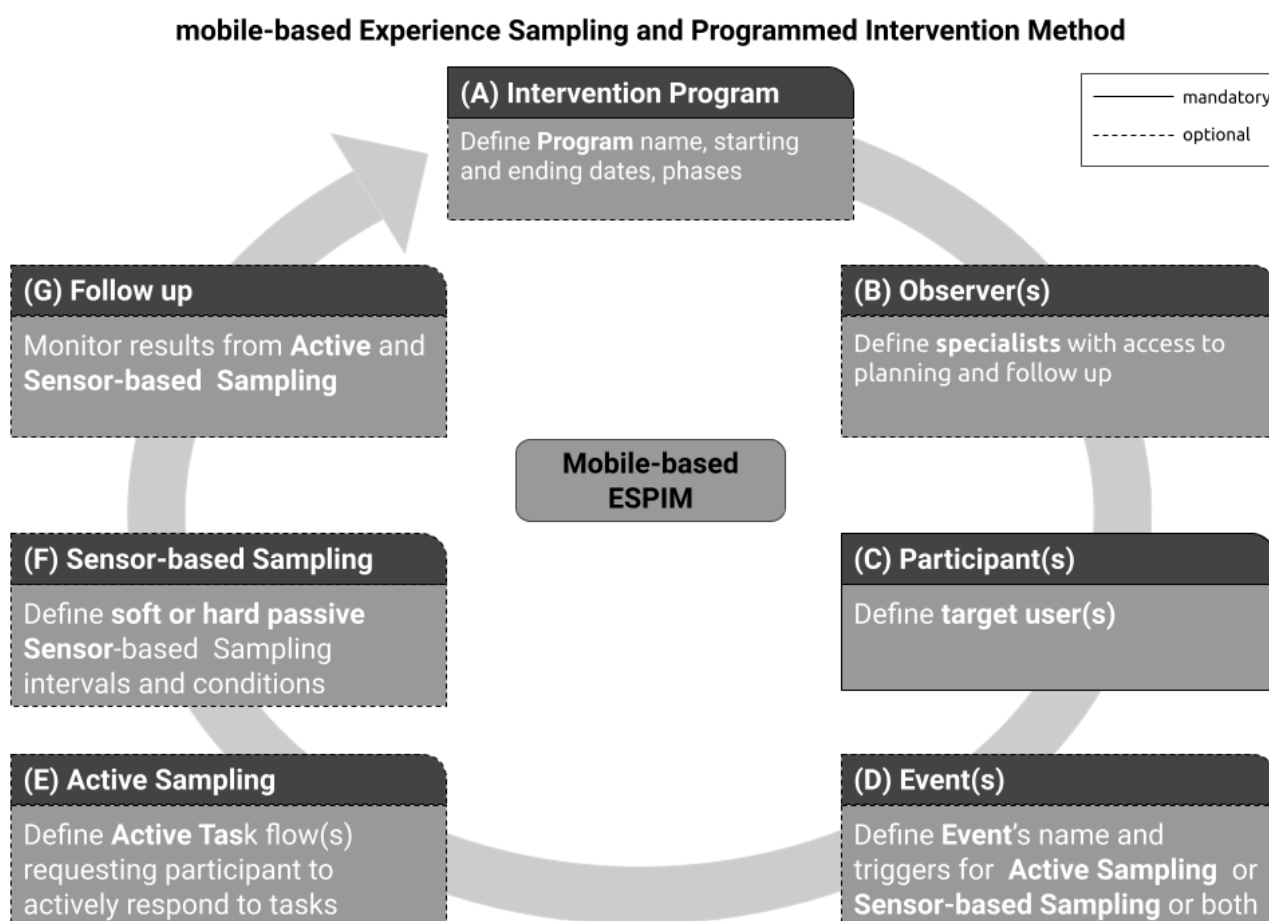 mobile-based Experience Sampling and Programmed Intervention Method
(A) Intervention Program
Define Program name, starting
and ending dates, phases
mandatory
optional
(B) Observer(s)
Define specialists with access to
planning and follow up
(C) Participant(s)
Define target user(s)
(D) Event(s)
Define Event's name and
triggers for Active Sampling or
Sensor-based Sampling or both
(E) Active Sampling
Define Active Task flow(s)
requesting participant to
actively respond to tasks
(F) Sensor-based Sampling
Define soft or hard passive
Sensor-based Sampling
intervals and conditions
(G) Follow up
Monitor results from Active and
Sensor-based Sampling
Mobile-based
ESPIM